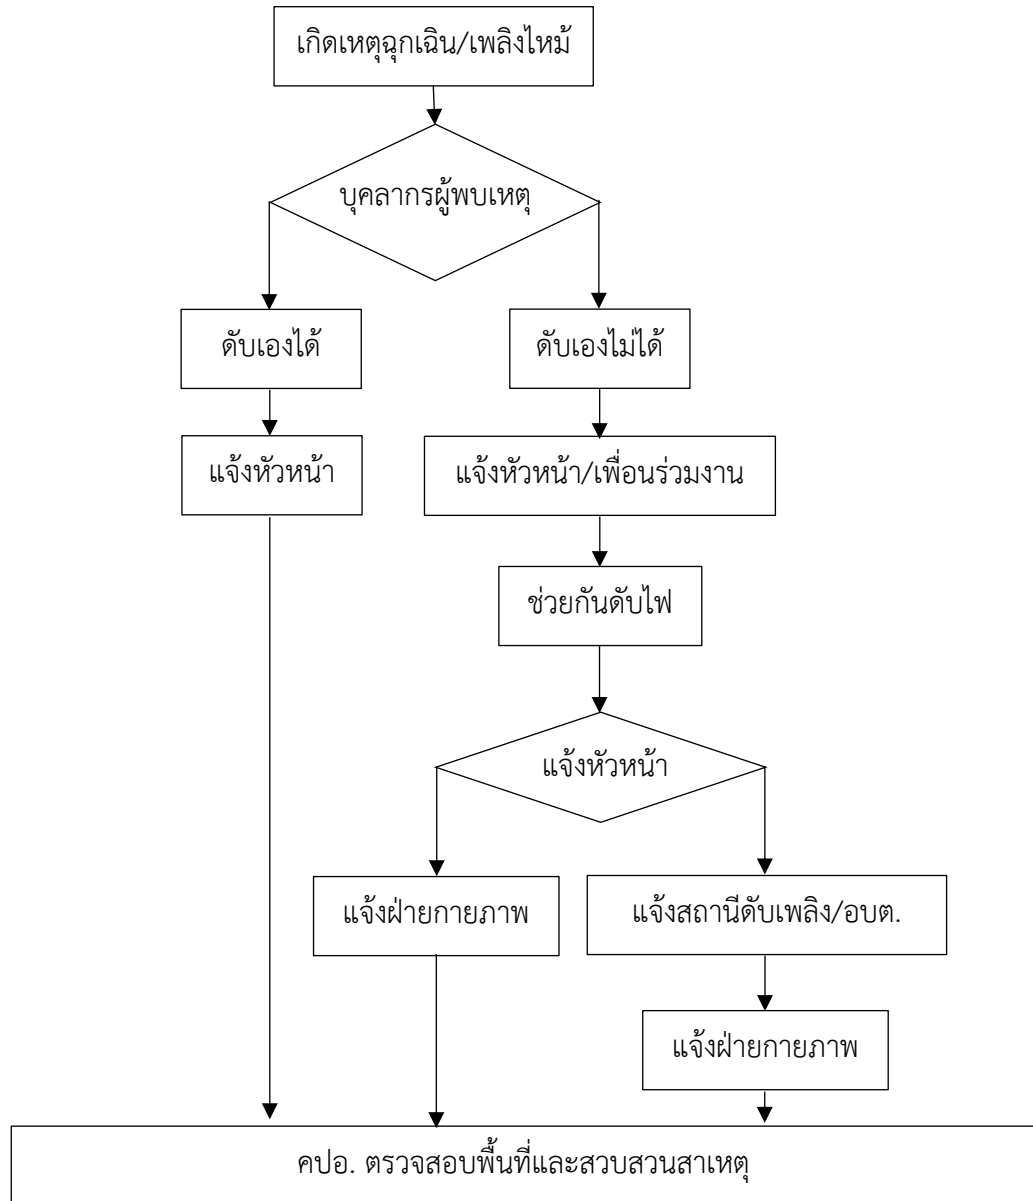 เกิดเหตุฉุกเฉิน/เพลิงไหม้
บุคลากรผู้พบเหตุ
ดับเองได้
ดับเองไม่ได้
แจ้งหัวหน้า
แจ้งหัวหน้า/เพื่อนร่วมงาน
ช่วยกันดับไฟ
แจ้งหัวหน้า
แจ้งฝ่ายกายภาพ
แจ้งสถานีดับเพลิง/อบต.
แจ้งฝ่ายกายภาพ
คปอ. ตรวจสอบพื้นที่และสวบสวนสาเหตุ